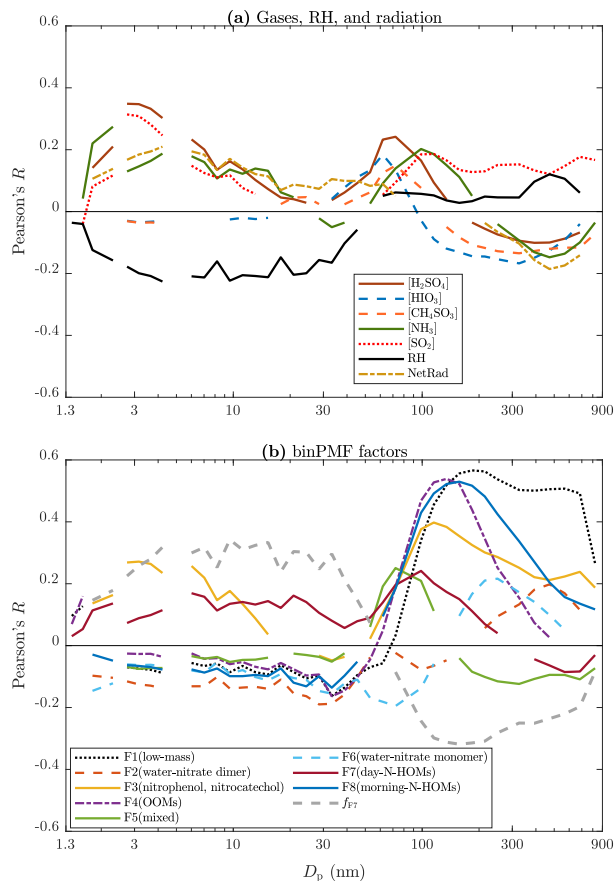 (a) Gases, RH, and radiation
0.6
0.4
0.2
0
-0.2
-0.4
-0.6
Pearson's R
[H₂SO₄]
[HIO₃]
[CH₄SO₃]
[NH₃]
[SO₂]
RH
NetRad
1.3 3 10 30 100 300 900
(b) binPMF factors
0.6
0.4
0.2
0
-0.2
-0.4
-0.6
Pearson's R
F1(low-mass)
F2(water-nitrate dimer)
F3(nitrophenol, nitrocatechol)
F4(OOMs)
F5(mixed)
F6(water-nitrate monomer)
F7(day-N-HOMs)
F8(morning-N-HOMs)
f_F7
1.3 3 10 30 100 300 900
D_p (nm)